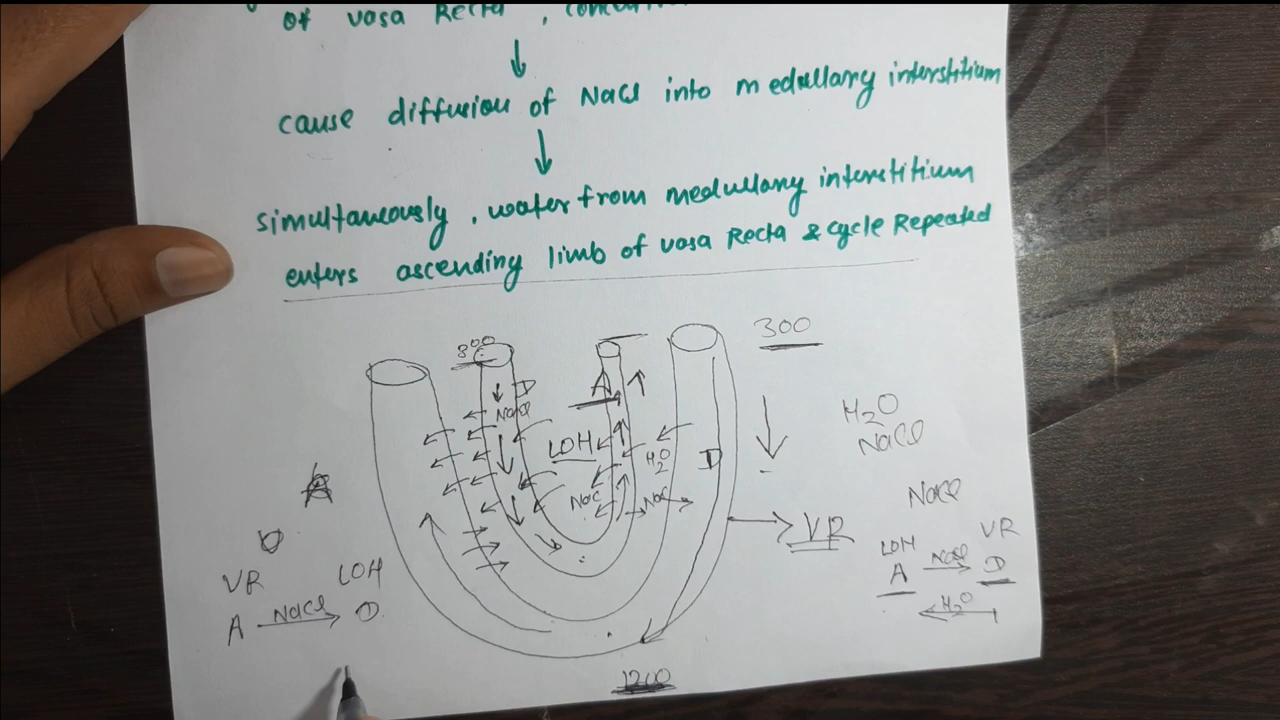 of vasa Recta ,
cause diffusion of NaCl into medullary interstitium
simultaneously, water from medullary interstitium
enters ascending limb of vasa Recta & cycle Repeated
300
300
D
A
NaCl
LOH
H2O
D
H2O
NaCl
NaCl
VR
LOH
VR
NaCl
A
D
H2O
D
VR
LOH
NaCl
A
D
1200